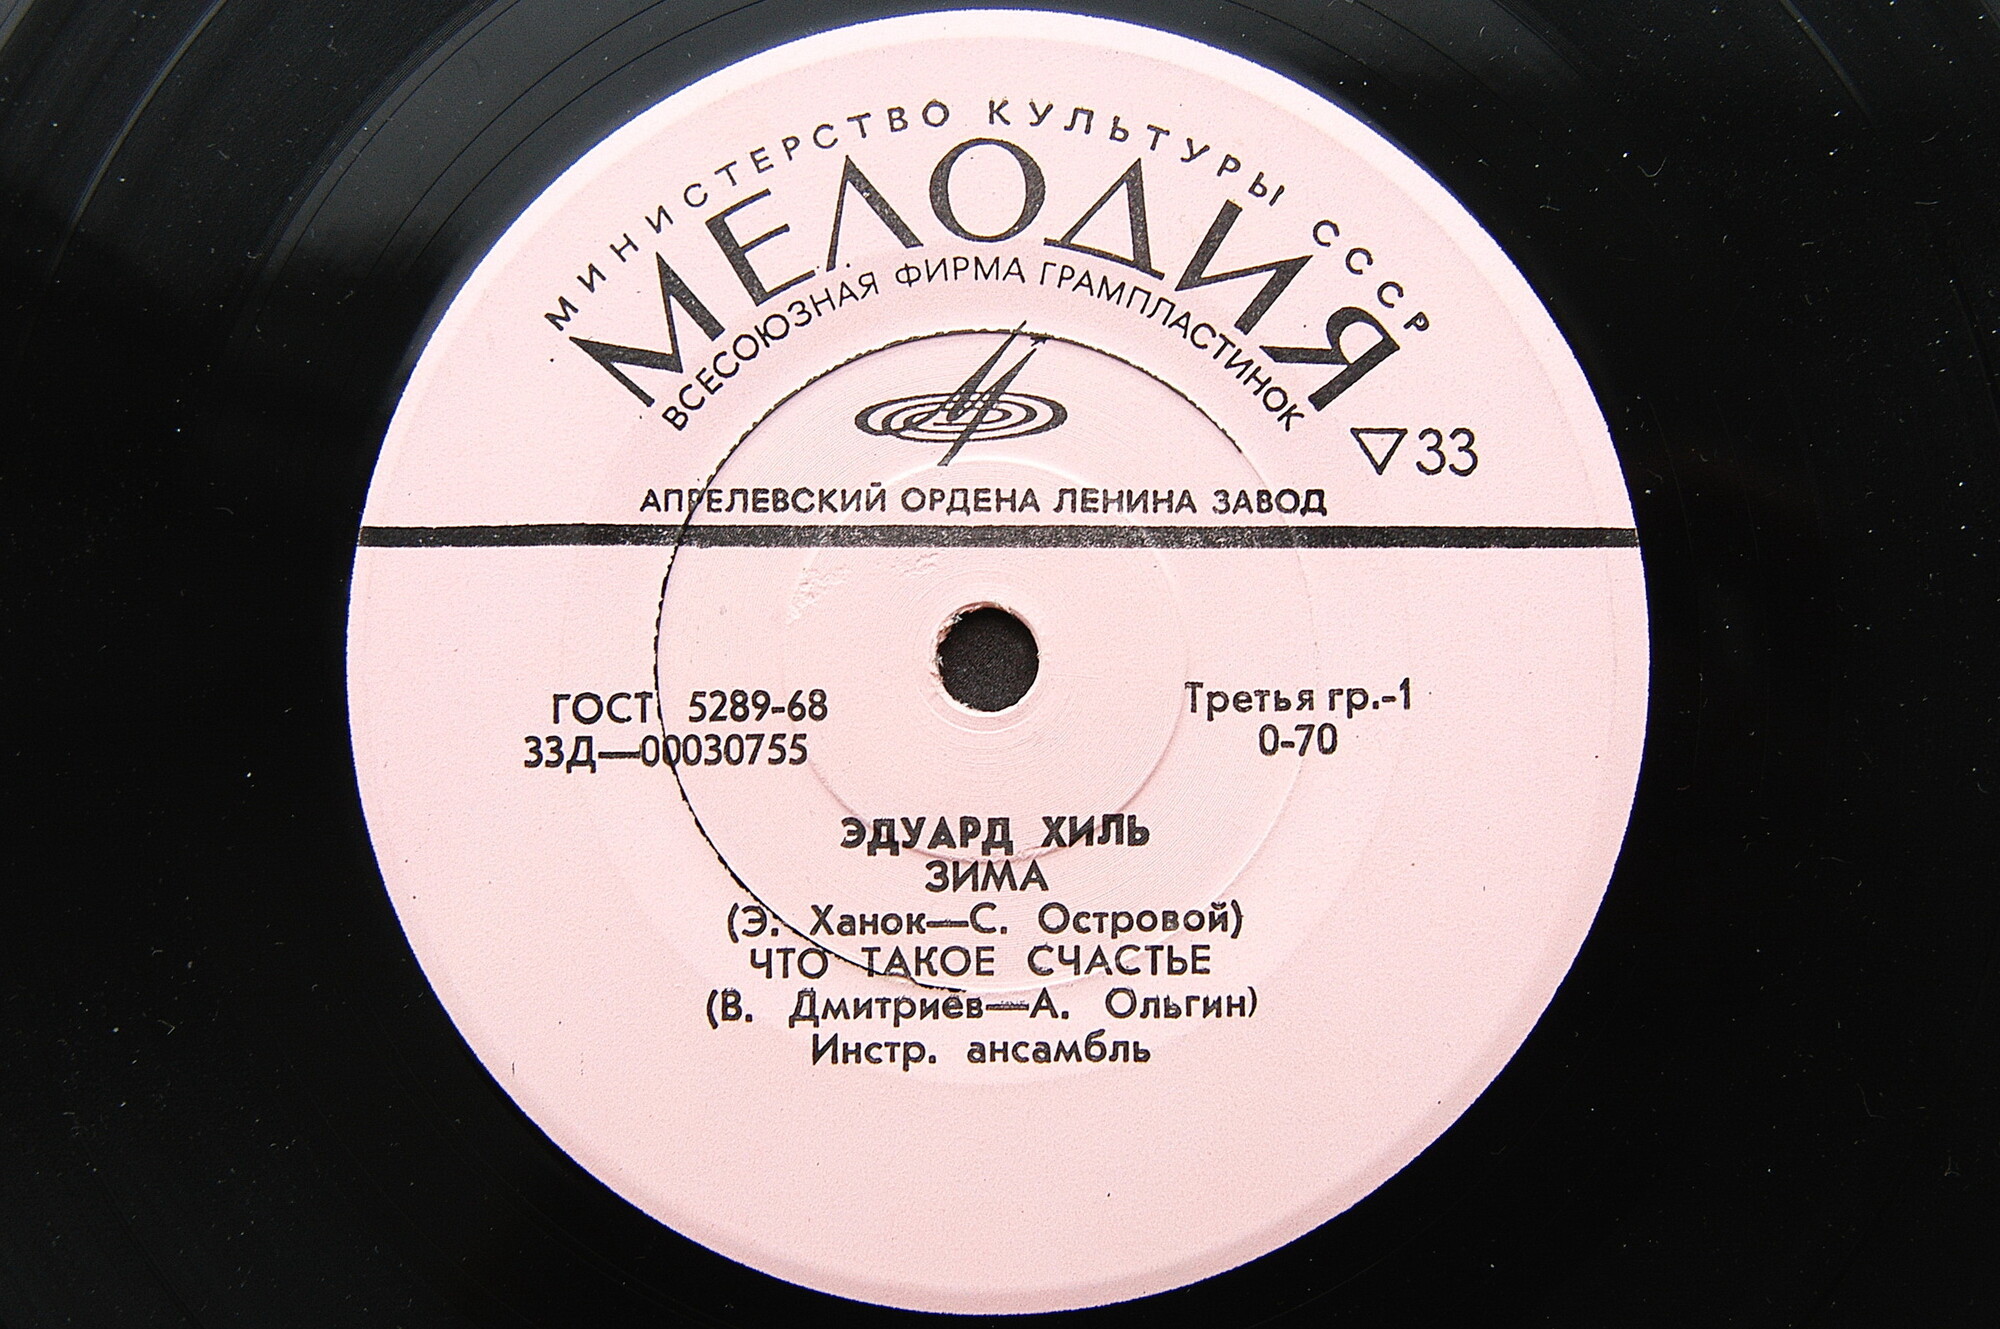 МИНИСТЕРСТВО КУЛЬТУРЫ СССР
МЕЛОДИЯ
ВСЕСОЮЗНАЯ ФИРМА ГРАМПЛАСТИНОК
▽33
АПРЕЛЕВСКИЙ ОРДЕНА ЛЕНИНА ЗАВОД
ГОСТ 5289-68
33Д—00030755
Третья гр.-1
0-70
ЭДУАРД ХИЛЬ
ЗИМА
(Э. Ханок—С. Островой)
ЧТО ТАКОЕ СЧАСТЬЕ
(В. Дмитриев—А. Ольгин)
Инстр. ансамбль